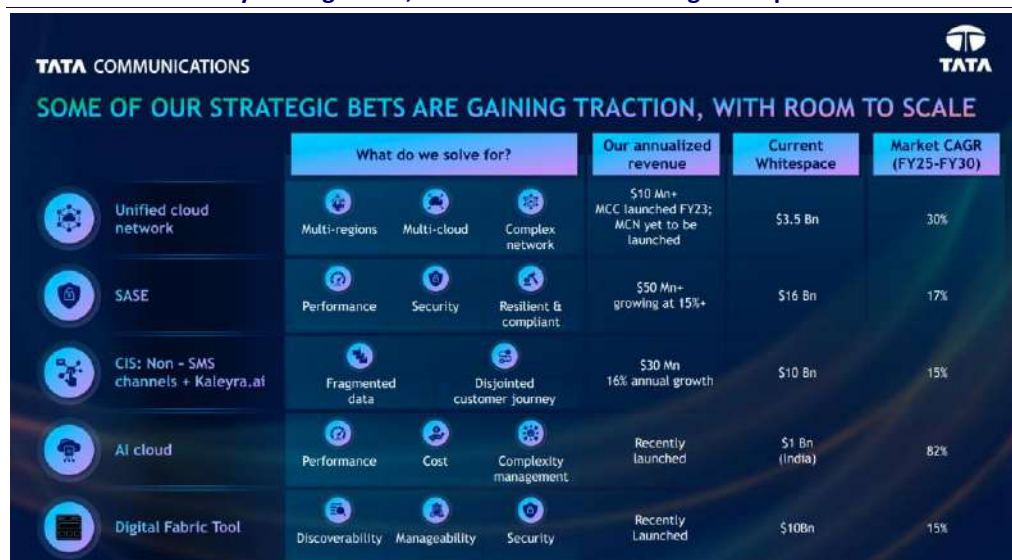 TATA COMMUNICATIONS
TATA
SOME OF OUR STRATEGIC BETS ARE GAINING TRACTION, WITH ROOM TO SCALE
What do we solve for?
Our annualized
revenue
Current
Whitespace
Market CAGR
(FY25-FY30)
Unified cloud
network
Multi-regions
Multi-cloud
Complex
network
$10 Mn+
MCC launched FY23;
MCN yet to be
launched
$3.5 Bn
30%
SASE
Performance
Security
Resilient &
compliant
$50 Mn+
growing at 15%+
$16 Bn
17%
CIS: Non - SMS
channels + Kaleyra.ai
Fragmented
data
Disjointed
customer journey
$30 Mn
16% annual growth
$10 Bn
15%
AI cloud
Performance
Cost
Complexity
management
Recently
launched
$1 Bn
(India)
82%
Digital Fabric Tool
Discoverability
Manageability
Security
Recently
Launched
$10Bn
15%